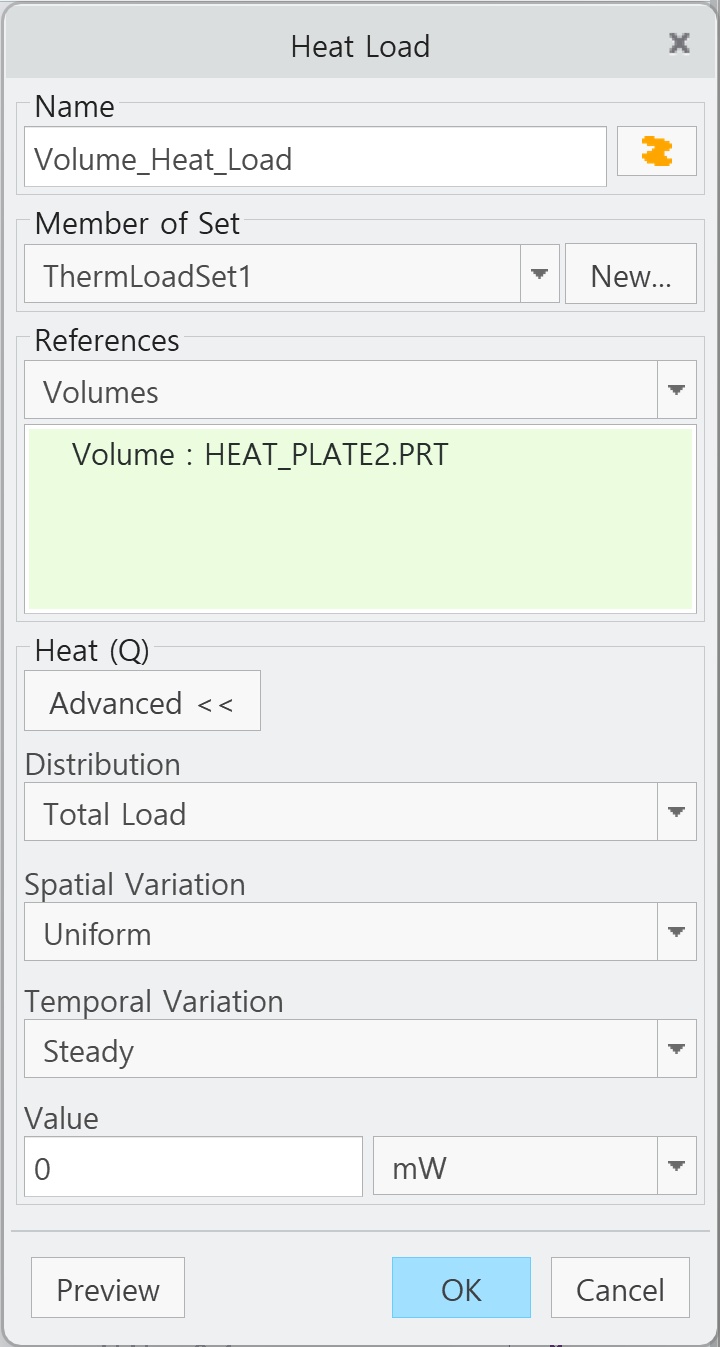 Heat Load
Name
Volume_Heat_Load
Member of Set
ThermLoadSet1
New...
References
Volumes
Volume : HEAT_PLATE2.PRT
Heat (Q)
Advanced <<
Distribution
Total Load
Spatial Variation
Uniform
Temporal Variation
Steady
Value
0
mW
Preview
OK
Cancel